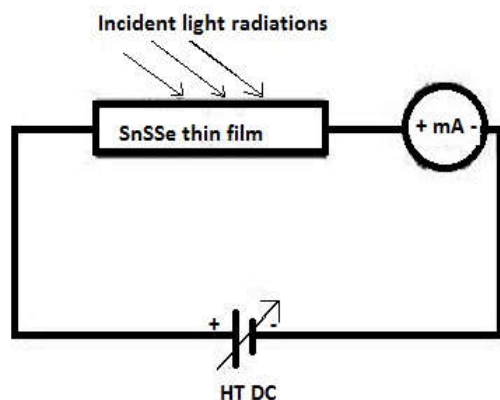 Incident light radiations
SnSSe thin film
+ mA -
+ -
HT DC